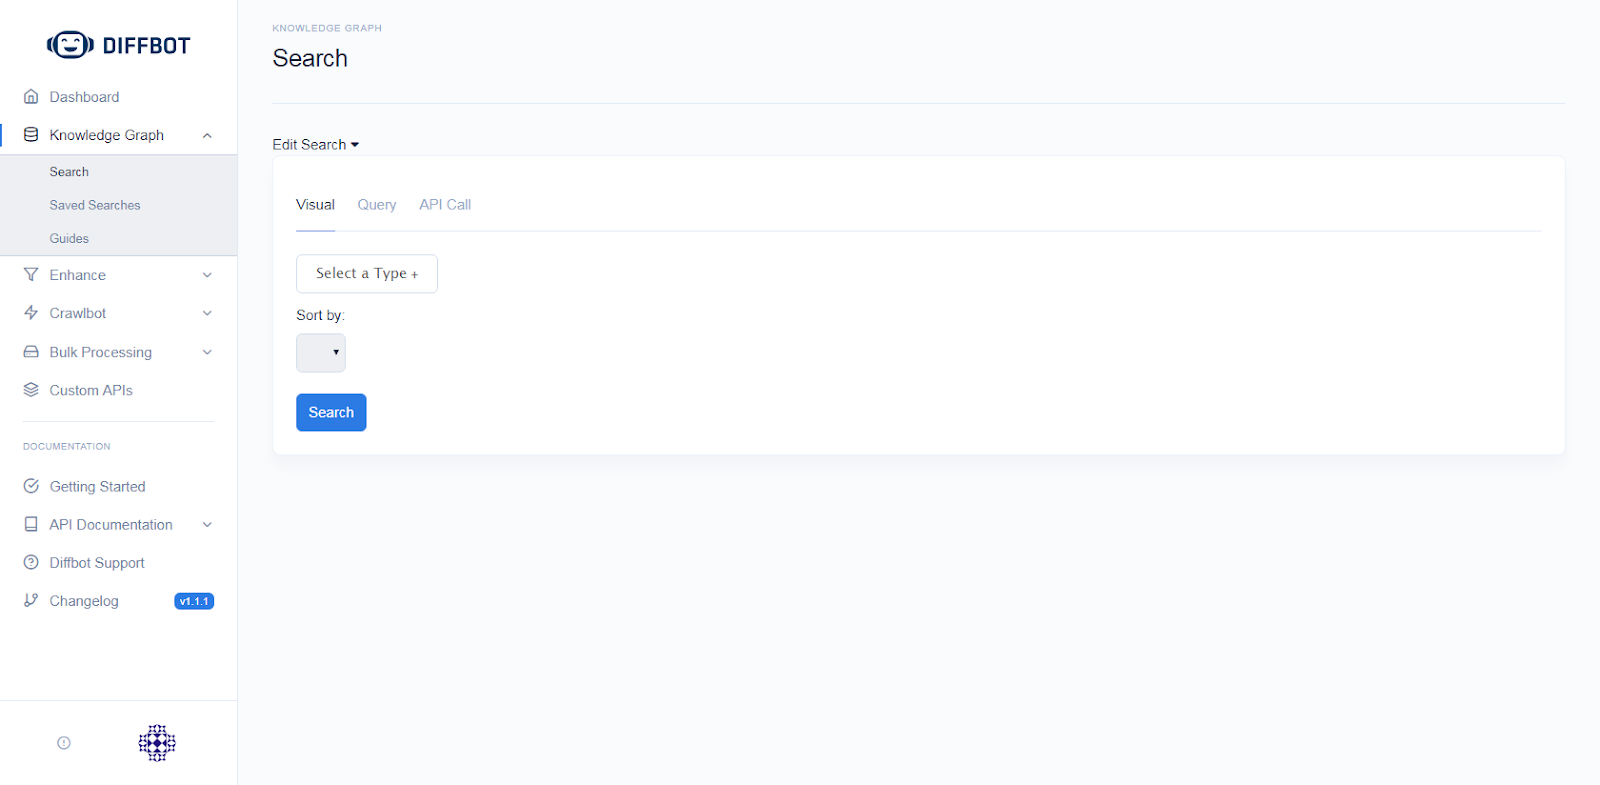 DIFFBOT
Dashboard
Knowledge Graph
Search
Saved Searches
Guides
Enhance
Crawlbot
Bulk Processing
Custom APIs
DOCUMENTATION
Getting Started
API Documentation
Diffbot Support
Changelog v1.1.1
KNOWLEDGE GRAPH
Search
Edit Search
Visual Query API Call
Select a Type +
Sort by:
Search